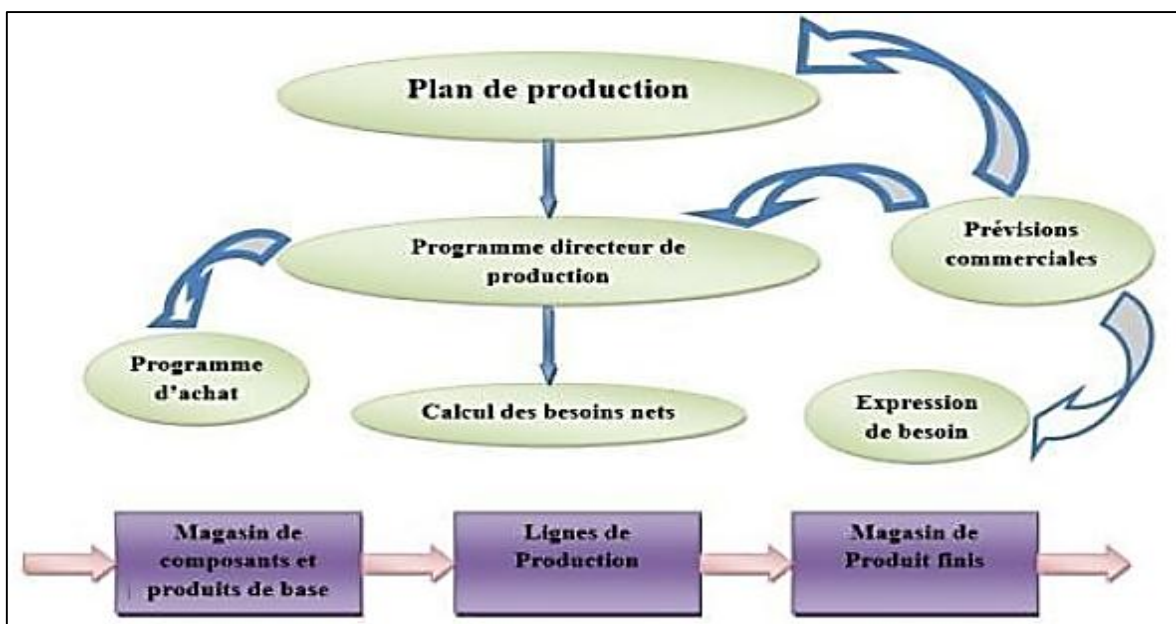 Plan de production
Programme directeur de
production
Prévisions
commerciales
Programme
d'achat
Calcul des besoins nets
Expression
de besoin
Magasin de
composants et
produits de base
Lignes de
Production
Magasin de
Produit finis